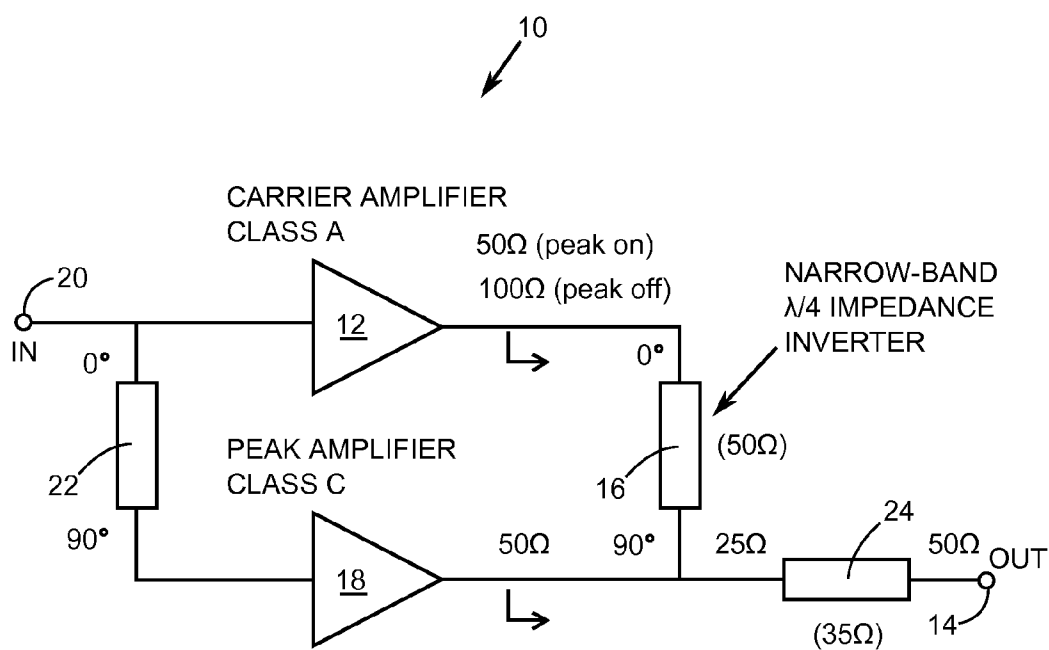 10
CARRIER AMPLIFIER
CLASS A
50Ω (peak on)
100Ω (peak off)
NARROW-BAND
λ/4 IMPEDANCE
INVERTER
20
IN
12
0°
0°
PEAK AMPLIFIER
CLASS C
(50Ω)
22
16
90°
18
50Ω
90°
25Ω
24
50Ω
OUT
14
(35Ω)